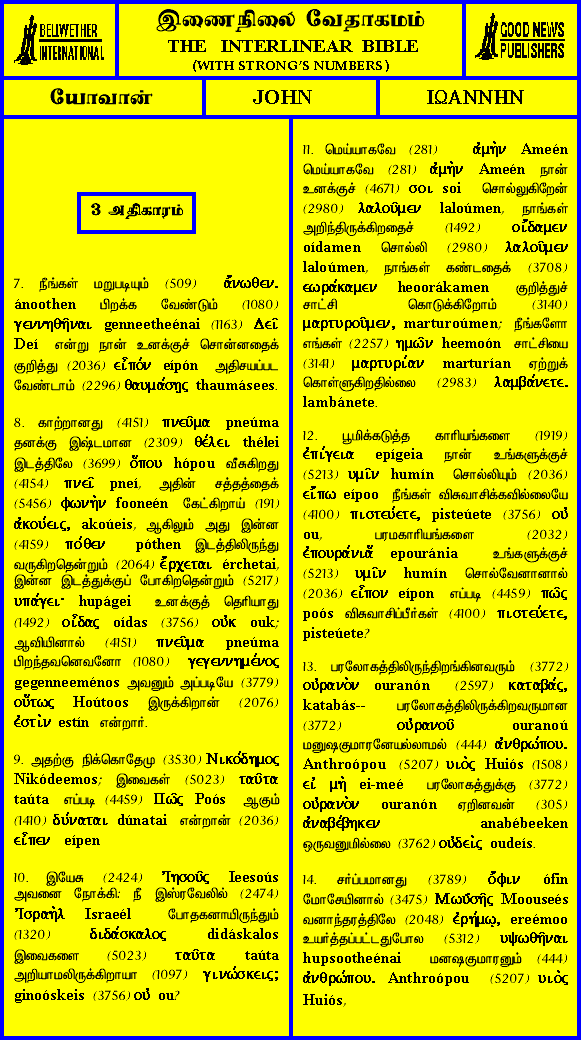 BELLWETHER
INTERNATIONAL
இணைநிலை வேதாகமம்
THE INTERLINEAR BIBLE
(WITH STRONG'S NUMBERS)
GOOD NEWS
PUBLISHERS
யோவான்
JOHN
ΙΩΑΝΝΗΝ
3 அதிகாரம்
7. நீங்கள் மறுபடியும் (509) ἄνωθεν.
ánoothen பிறக்க வேண்டும் (1080)
γεννηθῆναι genneetheénai (1163) Δεῖ
Deí என்று நான் உனக்குச் சொன்னதைக்
குறித்து (2036) εἶπόν eípón அதிசயப்பட
வேண்டாம் (2296) θαυμάσῃς thaumásees.
8. காற்றானது (4151) πνεῦμα pneúma
தனக்கு இஷ்டமான (2309) θέλει thélei
இடத்திலே (3699) ὅπου hópou வீசுகிறது
(4154) πνεῖ pneí, அதின் சத்தத்தைக்
(5456) φωνὴν fooneén கேட்கிறாய் (191)
ἀκούεις, akoúeis, ஆகிலும் அது இன்ன
(4159) πόθεν póthen இடத்திலிருந்து
வருகிறதென்றும் (2064) ἔρχεται érchetai,
இன்ன இடத்துக்குப் போகிறதென்றும் (5217)
υπάγει· hupágei உனக்குத் தெரியாது
(1492) οἶδας oídas (3756) οὐκ ouk;
ஆவியினால் (4151) πνεῦμα pneúma
பிறந்தவனெவனோ (1080) γεγεννημένος
gegenneeménos அவனும் அப்படியே (3779)
οὕτως Hoútoos இருக்கிறான் (2076)
ἐστὶν estín என்றார்.
9. அதற்கு நிக்கொதேமு (3530) Νικόδημος
Nikódeemos; இவைகள் (5023) ταῦτα
taúta எப்படி (4459) Πῶς Poós ஆகும்
(1410) δύναται dúnatai என்றான் (2036)
εἶπεν eípen
10. இயேசு (2424) Ἰησοῦς Ieesoús
அவனை நோக்கி: நீ இஸ்ரவேலில் (2474)
Ἰσραὴλ Israeél போதகனாயிருந்தும்
(1320) διδάσκαλος didáskalos
இவைகளை (5023) ταῦτα taúta
அறியாமலிருக்கிறாயா (1097) γινώσκεις;
ginoóskeis (3756) οὐ ou?
11. மெய்யாகவே (281) ἀμὴν Ameén
மெய்யாகவே (281) ἀμὴν Ameén நான்
உனக்குச் (4671) σοι soi சொல்லுகிறேன்
(2980) λαλοῦμεν laloúmen, நாங்கள்
அறிந்திருக்கிறதைச் (1492) οἴδαμεν
oídamen சொல்லி (2980) λαλοῦμεν
laloúmen, நாங்கள் கண்டதைக் (3708)
εωράκαμεν heoorákamen குறித்துச்
சாட்சி கொடுக்கிறோம் (3140)
μαρτυροῦμεν, marturoúmen; நீங்களோ
எங்கள் (2257) ημῶν heemoón சாட்சியை
(3141) μαρτυρίαν marturían ஏற்றுக்
கொள்ளுகிறதில்லை (2983) λαμβάνετε.
lambánete.
12. பூமிக்கடுத்த காரியங்களை (1919)
ἐπίγεια epígeia நான் உங்களுக்குச்
(5213) υμῖν humín சொல்லியும் (2036)
εἶπω eípoo நீங்கள் விசுவாசிக்கவில்லையே
(4100) πιστεύετε, pisteúete (3756) οὐ
ou, பரமகாரியங்களை (2032)
ἐπουράνιἄ epouránia உங்களுக்குச்
(5213) υμῖν humín சொல்வேனானால்
(2036) εἶπον eípon எப்படி (4459) πῶς
poós விசுவாசிப்பீர்கள் (4100) πιστεύετε,
pisteúete?
13. பரலோகத்திலிருந்திறங்கினவரும் (3772)
οὐρανὸν ouranón (2597) καταβάς,
katabás-- பரலோகத்திலிருக்கிறவருமான
(3772) οὐρανοῦ ouranoú
மனுஷகுமாரனேயல்லாமல் (444) ἀνθρώπου.
Anthroópou (5207) υιὸς Huiós (1508)
εἰ μὴ ei-meé பரலோகத்துக்கு (3772)
οὐρανὸν ouranón ஏறினவன் (305)
ἀναβέβηκεν anabébeeken
ஒருவனுமில்லை (3762) οὐδεὶς oudeís.
14. சர்ப்பமானது (3789) ὄφιν ófin
மோசேயினால் (3475) Μωϋσῆς Moouseés
வனாந்தரத்திலே (2048) ἐρήμῳ, ereémoo
உயர்த்தப்பட்டதுபோல (5312) υψωθῆναι
hupsootheénai மனஷகுமாரனும் (444)
ἀνθρώπου. Anthroópou (5207) υιὸς
Huiós,